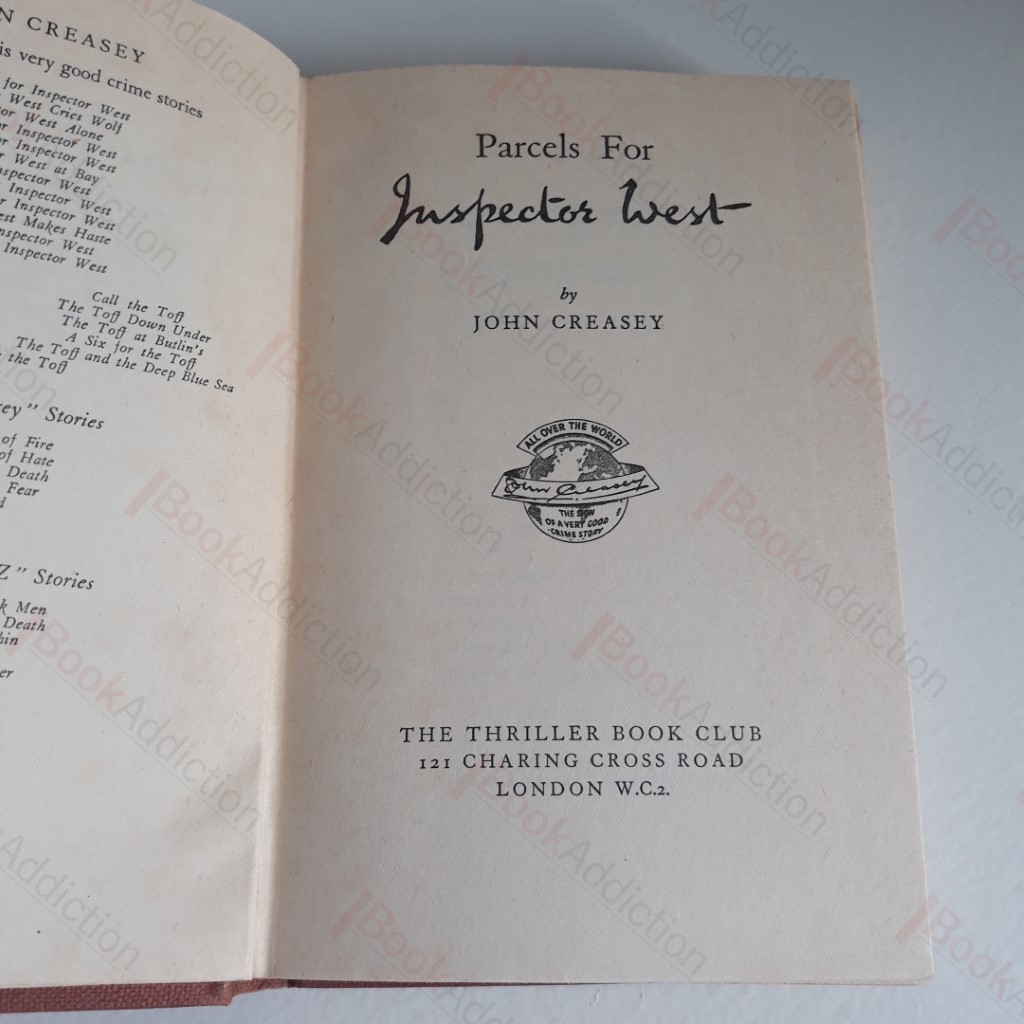 N CREASEY
is very good crime stories
for Inspector West
West Cries Wolf
or West Alone
or Inspector West
or Inspector West
r West at Bay
nspector West
Inspector West
r Inspector West
est Makes Haste
nspector West
Inspector West
Call the Toff
The Toff Down Under
The Toff at Butlin's
A Six for the Toff
The Toff and the Deep Blue Sea
the Toff
ey" Stories
of Fire
of Hate
Death
Fear
d
Z" Stories
k Men
Death
hin
er
Parcels For
Inspector West
by
JOHN CREASEY
ALL OVER THE WORLD
John Creasey
THE SIGN
OF A VERY GOOD
CRIME STORY
THE THRILLER BOOK CLUB
121 CHARING CROSS ROAD
LONDON W.C.2.
BookAddiction